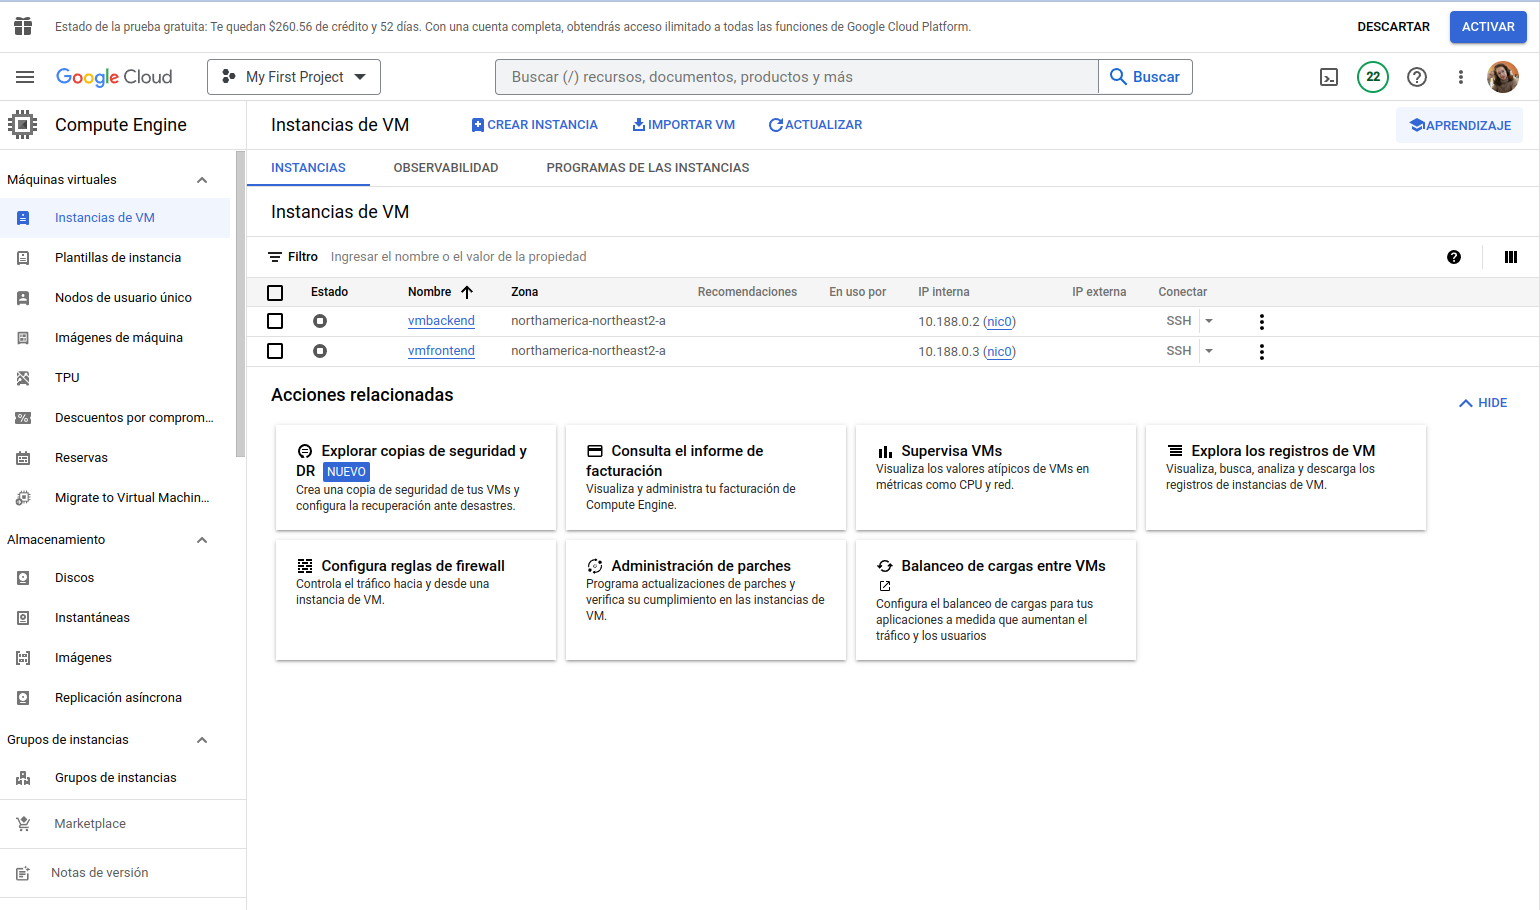 Estado de la prueba gratuita: Te quedan $260.56 de crédito y 52 días. Con una cuenta completa, obtendrás acceso ilimitado a todas las funciones de Google Cloud Platform.
DESCARTAR
ACTIVAR
Google Cloud
My First Project
Buscar (/) recursos, documentos, productos y más
Buscar
22
Compute Engine
Instancias de VM
CREAR INSTANCIA
IMPORTAR VM
ACTUALIZAR
APRENDIZAJE
Máquinas virtuales
Instancias de VM
Plantillas de instancia
Nodos de usuario único
Imágenes de máquina
TPU
Descuentos por comprom...
Reservas
Migrate to Virtual Machin...
Almacenamiento
Discos
Instantáneas
Imágenes
Replicación asíncrona
Grupos de instancias
Grupos de instancias
Marketplace
Notas de versión
INSTANCIAS
OBSERVABILIDAD
PROGRAMAS DE LAS INSTANCIAS
Instancias de VM
Filtro
Ingresar el nombre o el valor de la propiedad
Estado Nombre Zona Recomendaciones En uso por IP interna IP externa Conectar
vmbackend northamerica-northeast2-a 10.188.0.2 (nic0) SSH
vmfrontend northamerica-northeast2-a 10.188.0.3 (nic0) SSH
Acciones relacionadas
HIDE
Explorar copias de seguridad y
DR NUEVO
Crea una copia de seguridad de tus VMs y
configura la recuperación ante desastres.
Consulta el informe de
facturación
Visualiza y administra tu facturación de
Compute Engine.
Supervisa VMs
Visualiza los valores atípicos de VMs en
métricas como CPU y red.
Explora los registros de VM
Visualiza, busca, analiza y descarga los
registros de instancias de VM.
Configura reglas de firewall
Controla el tráfico hacia y desde una
instancia de VM.
Administración de parches
Programa actualizaciones de parches y
verifica su cumplimiento en las instancias de
VM.
Balanceo de cargas entre VMs
Configura el balanceo de cargas para tus
aplicaciones a medida que aumentan el
tráfico y los usuarios